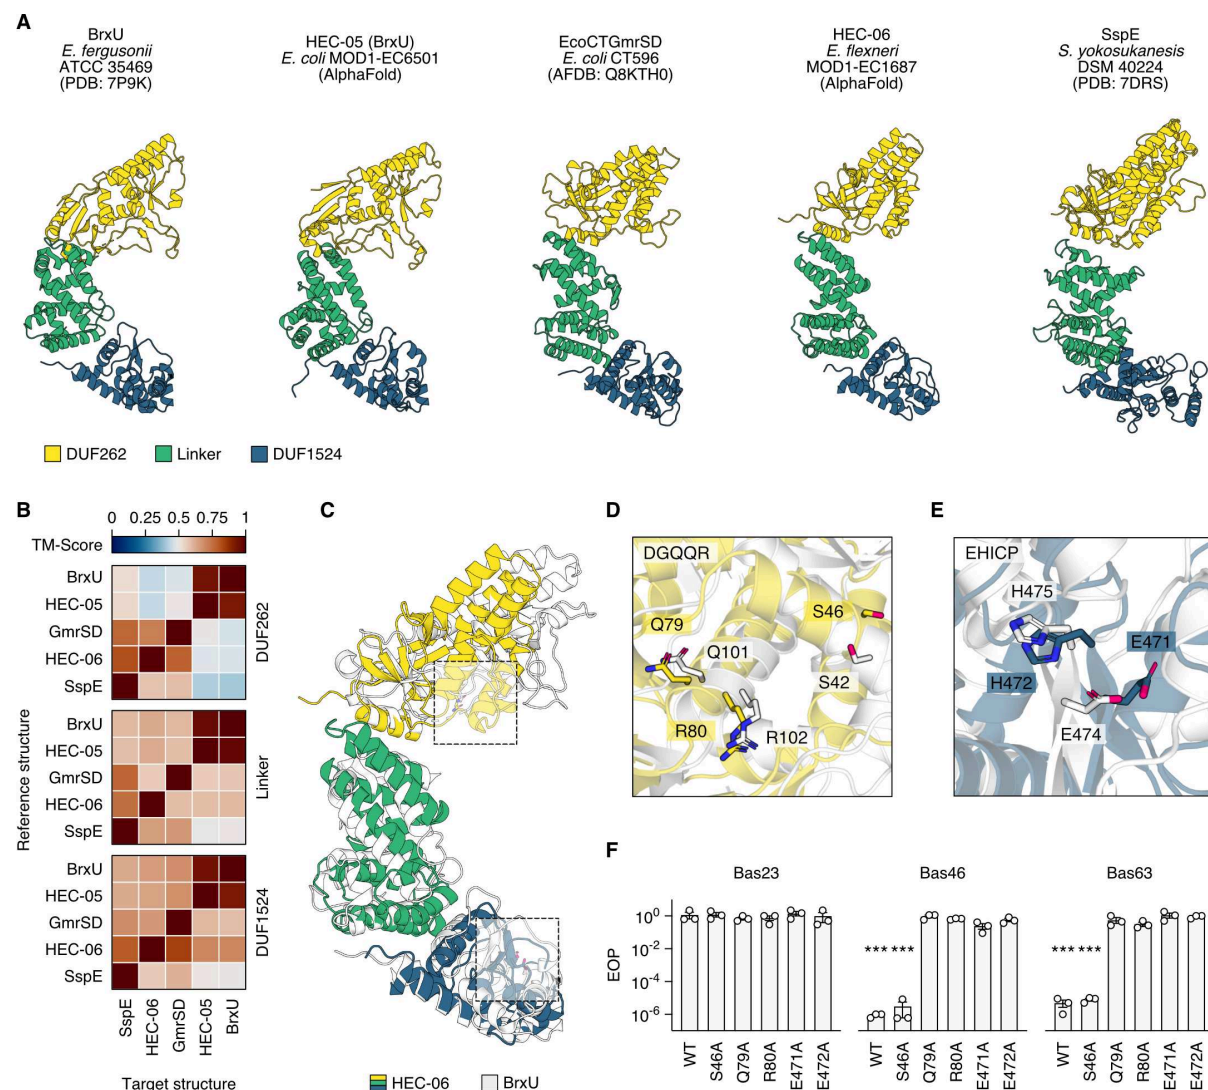 A
BrxU
E. fergusonii
ATCC 35469
(PDB: 7P9K)
HEC-05 (BrxU)
E. coli MOD1-EC6501
(AlphaFold)
EcoCTGmrSD
E. coli CT596
(AFDB: Q8KTH0)
HEC-06
E. flexneri
MOD1-EC1687
(AlphaFold)
SspE
S. yokosukanesis
DSM 40224
(PDB: 7DRS)
DUF262
Linker
DUF1524
B
0 0.25 0.5 0.75 1
TM-Score
BrxU
HEC-05
GmrSD
HEC-06
SspE
DUF262
BrxU
HEC-05
GmrSD
HEC-06
SspE
Linker
BrxU
HEC-05
GmrSD
HEC-06
SspE
DUF1524
Reference structure
SspE
HEC-06
GmrSD
HEC-05
BrxU
Target structure
C
HEC-06
BrxU
D
DGQQR
S46
Q79
Q101
S42
R80
R102
E
EHICP
H475
E471
H472
E474
F
Bas23
Bas46
Bas63
EOP
10^0
10^-2
10^-4
10^-6
*** ***
*** ***
WT
S46A
Q79A
R80A
E471A
E472A
WT
S46A
Q79A
R80A
E471A
E472A
WT
S46A
Q79A
R80A
E471A
E472A